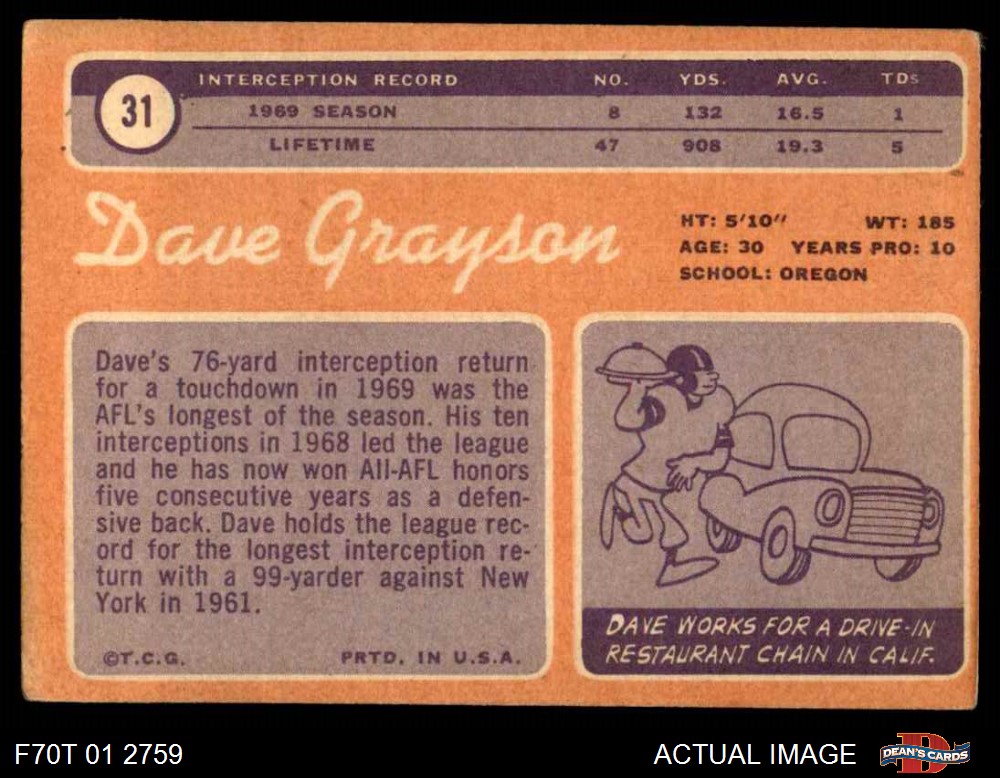 31
INTERCEPTION RECORD NO. YDS. AVG. TDs
1969 SEASON 8 132 16.5 1
LIFETIME 47 908 19.3 5
Dave Grayson
HT: 5'10" WT: 185
AGE: 30 YEARS PRO: 10
SCHOOL: OREGON
Dave's 76-yard interception return
for a touchdown in 1969 was the
AFL's longest of the season. His ten
interceptions in 1968 led the league
and he has now won All-AFL honors
five consecutive years as a defen-
sive back. Dave holds the league rec-
ord for the longest interception re-
turn with a 99-yarder against New
York in 1961.
©T.C.G. PRTD. IN U.S.A.
DAVE WORKS FOR A DRIVE-IN
RESTAURANT CHAIN IN CALIF.
F70T 01 2759 ACTUAL IMAGE
D
DEAN'S CARDS